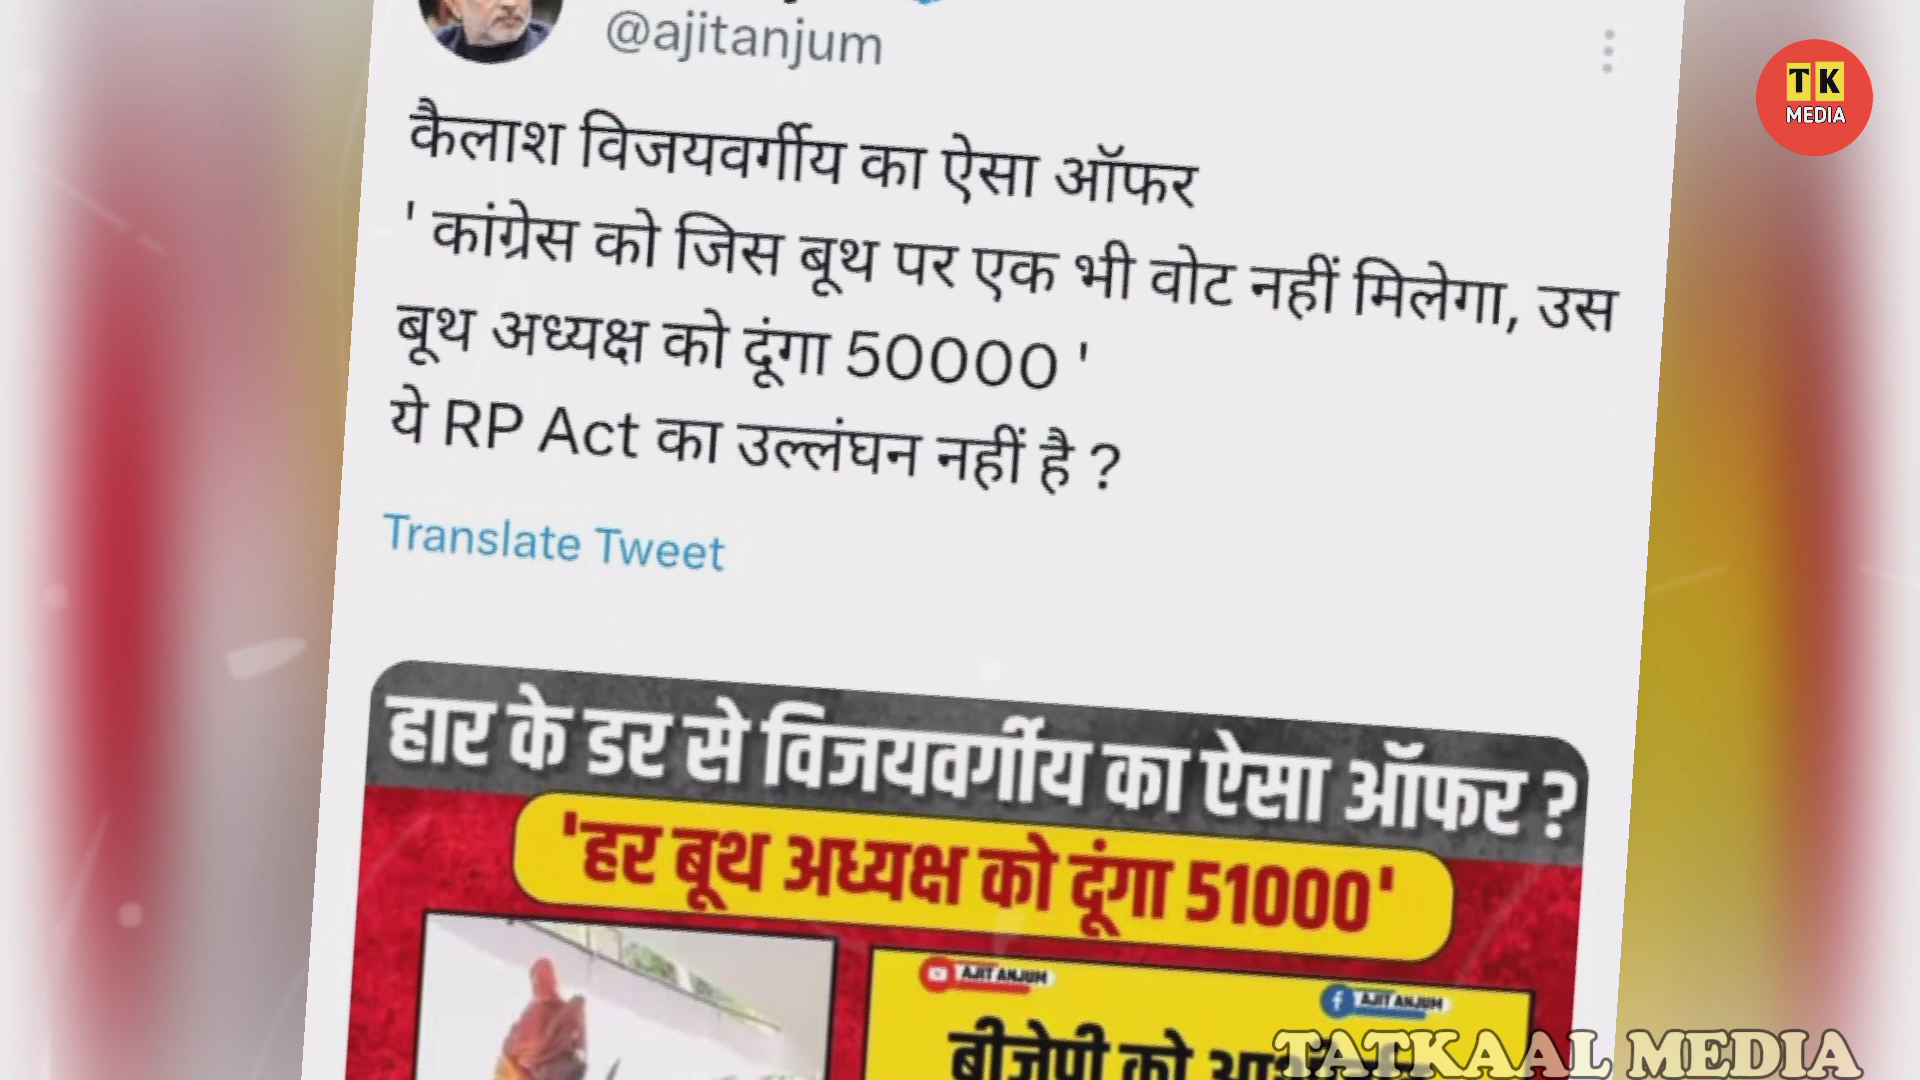 @ajitanjum
TK
MEDIA
कैलाश विजयवर्गीय का ऐसा ऑफर
' कांग्रेस को जिस बूथ पर एक भी वोट नहीं मिलेगा, उस
बूथ अध्यक्ष को दूंगा 50000 '
ये RP Act का उल्लंघन नहीं है ?
Translate Tweet
हार के डर से विजयवर्गीय का ऐसा ऑफर ?
'हर बूथ अध्यक्ष को दूंगा 51000'
AJIT ANJUM
AJIT ANJUM
बीजेपी को
TATKAAL MEDIA